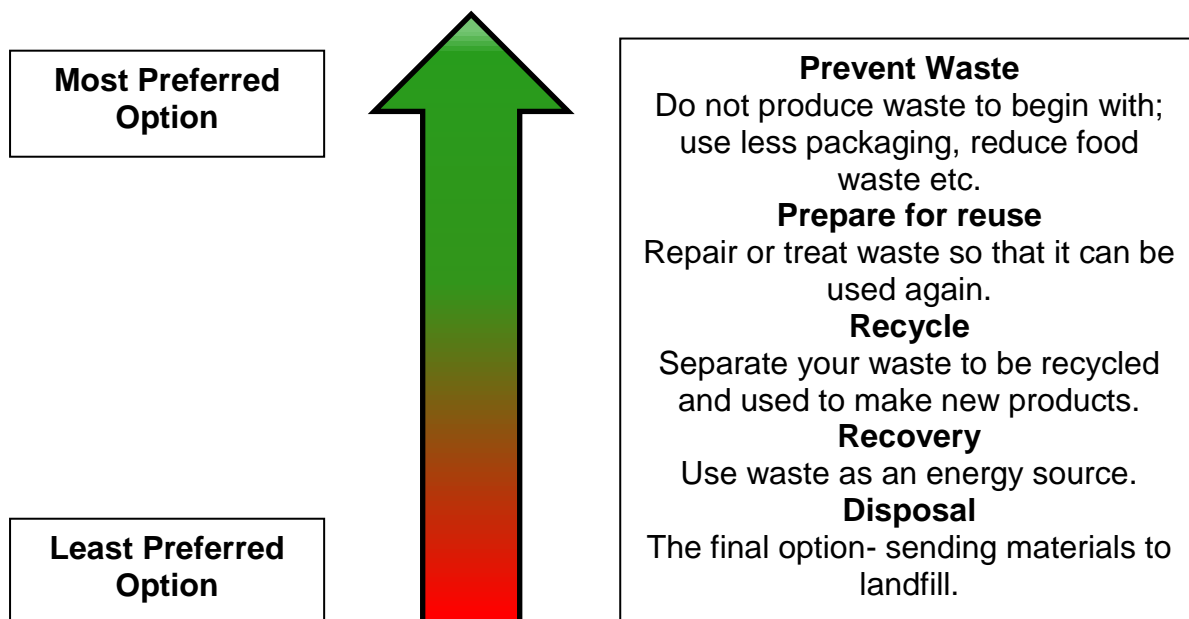 Most Preferred
Option
Prevent Waste
Do not produce waste to begin with;
use less packaging, reduce food
waste etc.
Prepare for reuse
Repair or treat waste so that it can be
used again.
Recycle
Separate your waste to be recycled
and used to make new products.
Recovery
Use waste as an energy source.
Disposal
The final option- sending materials to
landfill.
Least Preferred
Option